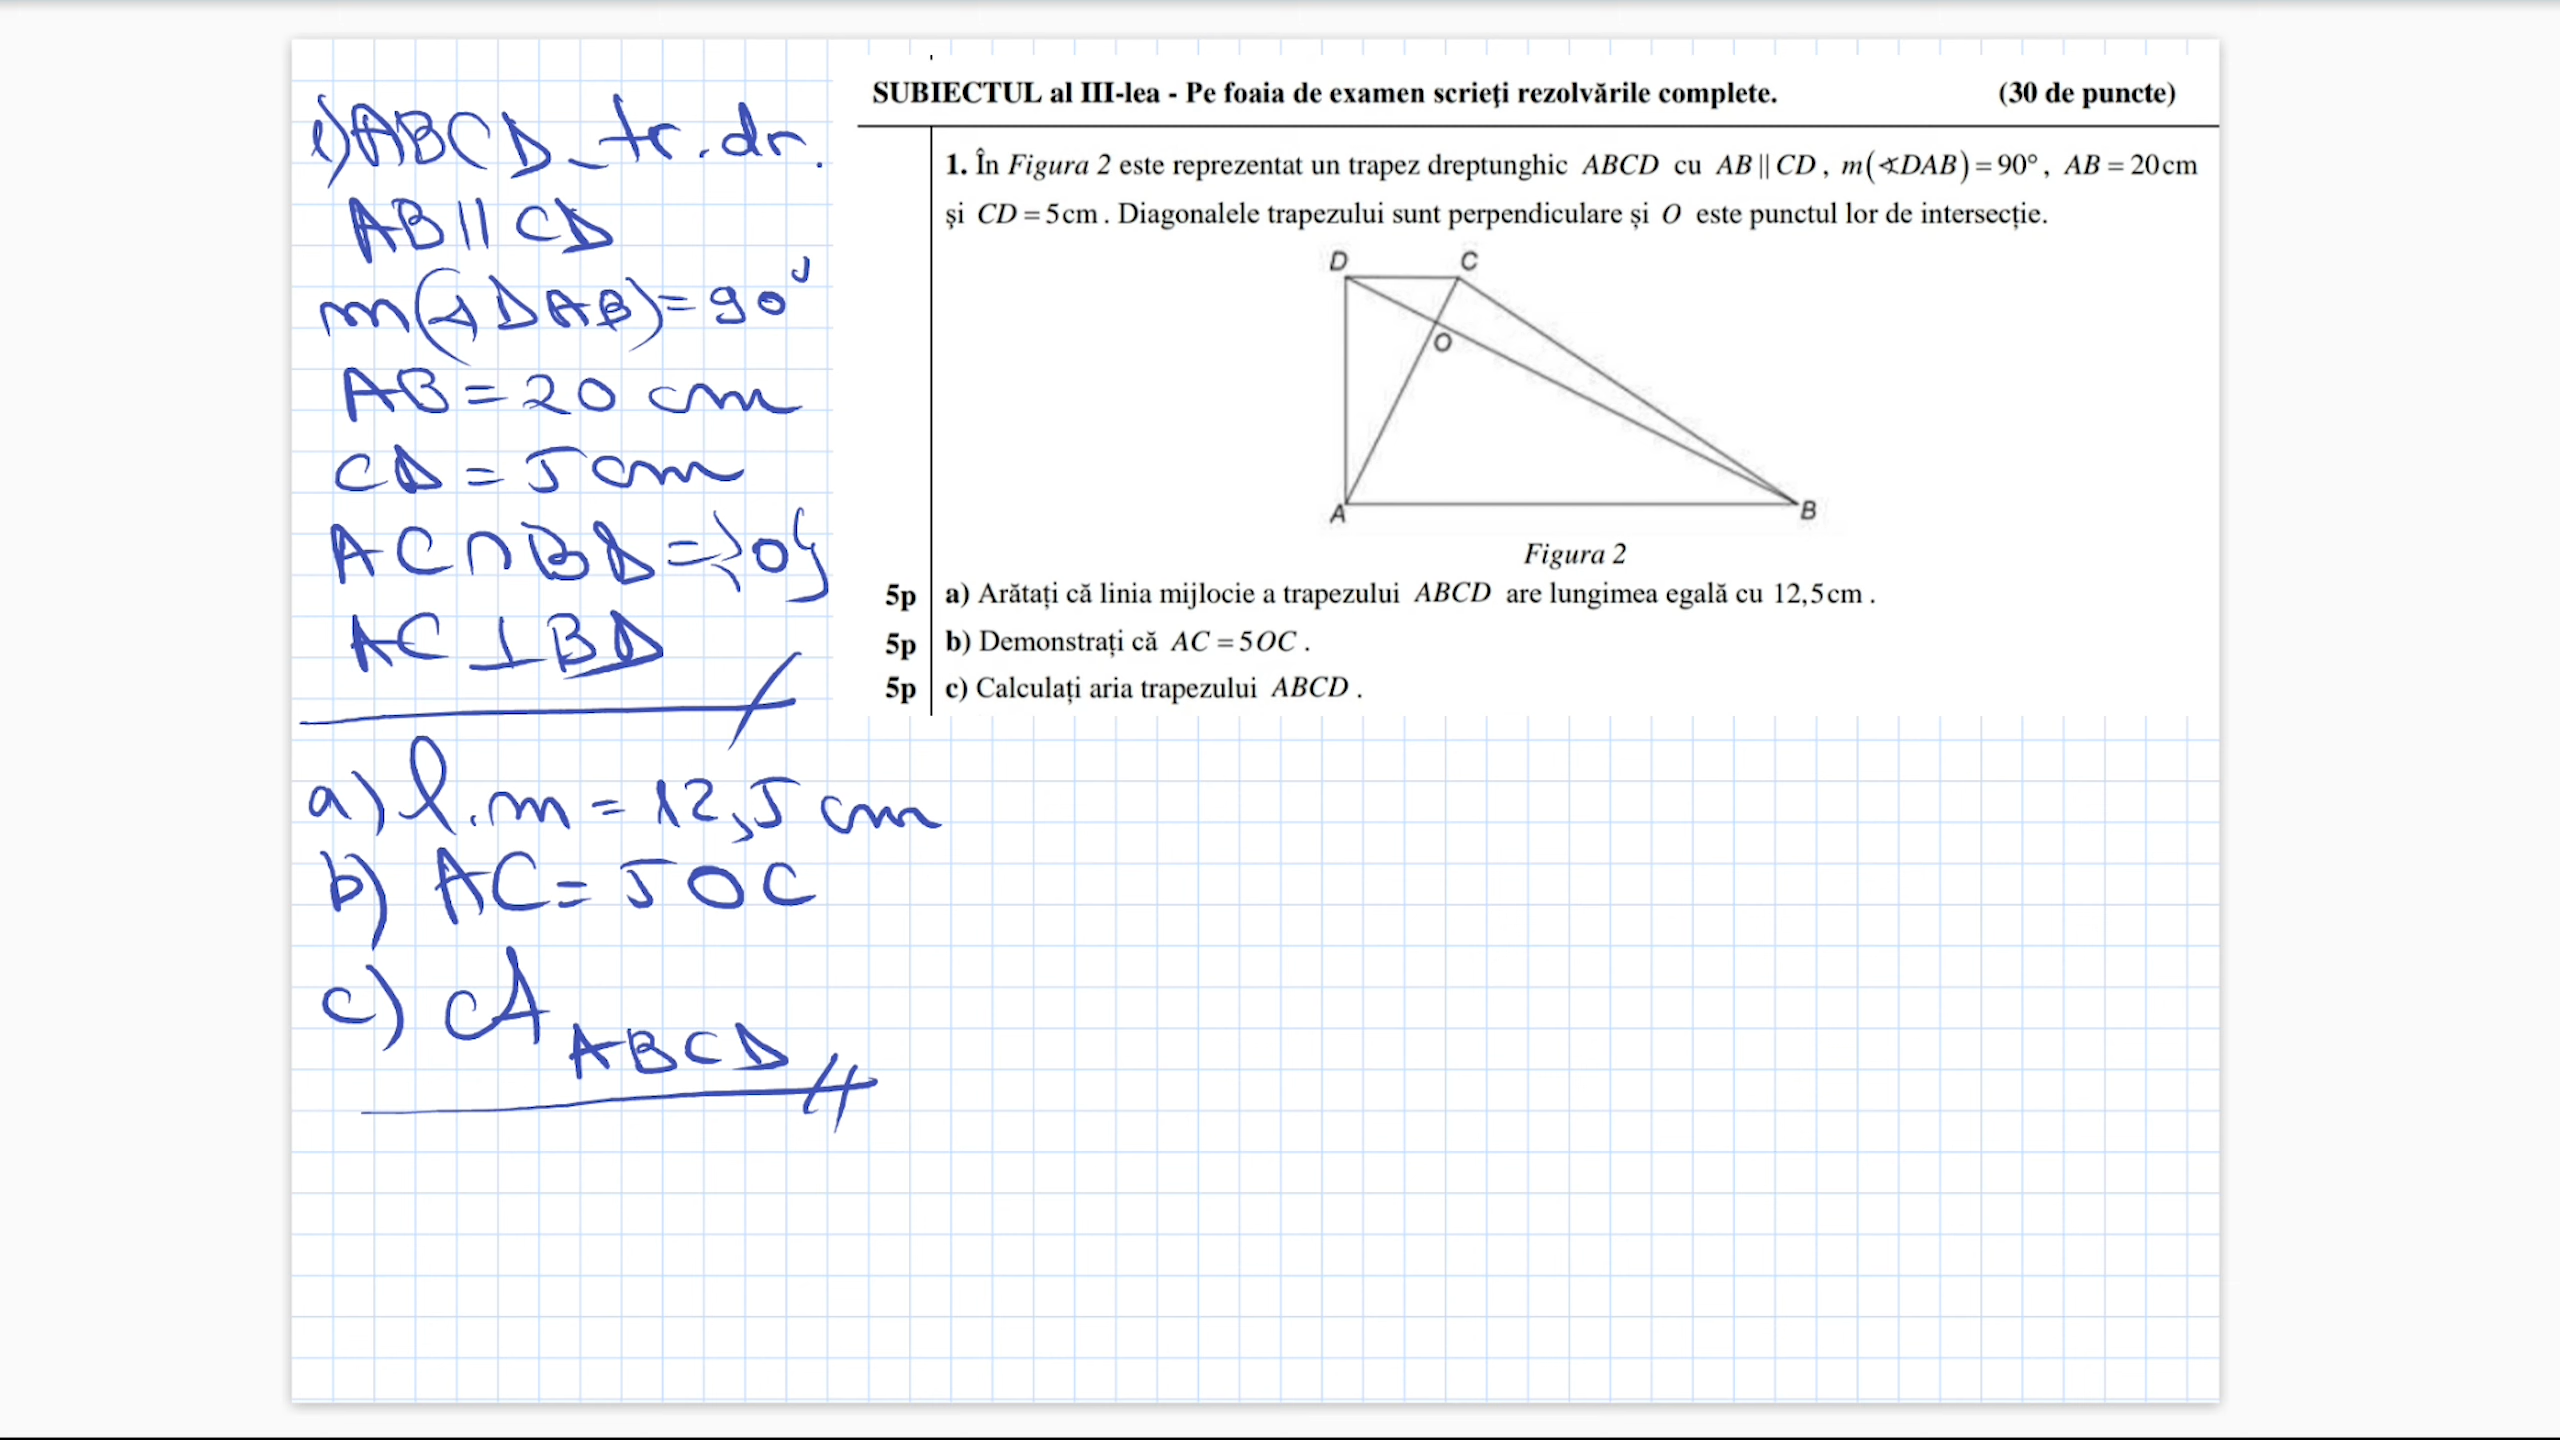 1) ABCD - tr. dr.
AB || CD
m(∢DAB) = 90°
AB = 20 cm
CD = 5 cm
AC ∩ BD = {O}
AC ⊥ BD
a) l.m = 12,5 cm
b) AC = 5 OC
c) A ABCD
SUBIECTUL al III-lea - Pe foaia de examen scrieți rezolvările complete. (30 de puncte)
1. În Figura 2 este reprezentat un trapez dreptunghic ABCD cu AB || CD, m(∢DAB) = 90°, AB = 20cm
și CD = 5cm. Diagonalele trapezului sunt perpendiculare și O este punctul lor de intersecție.
D C
O
A B
Figura 2
5p a) Arătați că linia mijlocie a trapezului ABCD are lungimea egală cu 12,5cm.
5p b) Demonstrați că AC = 5OC.
5p c) Calculați aria trapezului ABCD.